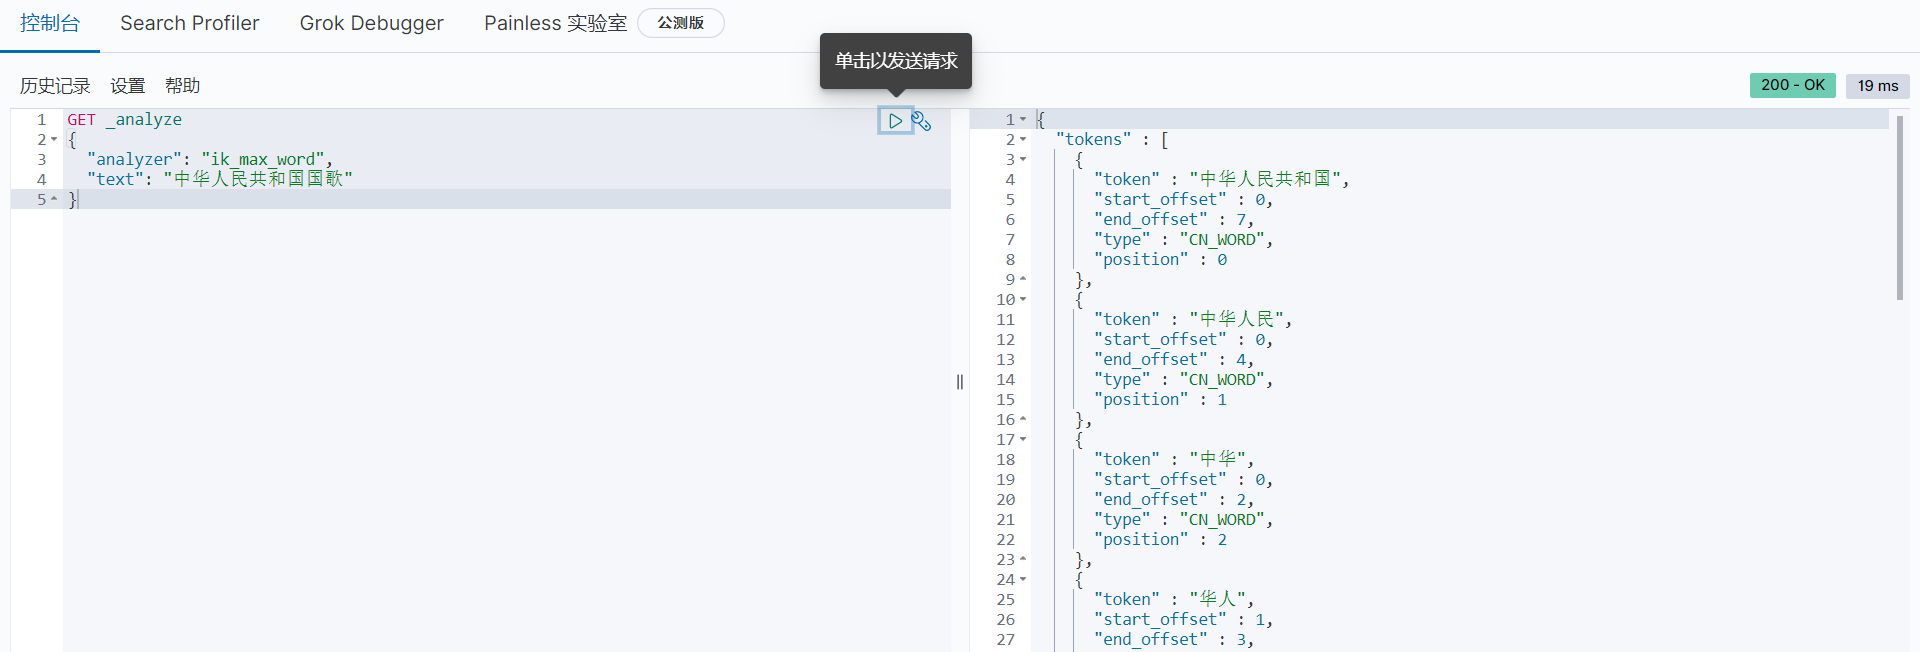 控制台 Search Profiler Grok Debugger Painless 实验室 公测版
单击以发送请求
历史记录 设置 帮助
200 - OK 19 ms
1 GET _analyze
2 {
3 "analyzer": "ik_max_word",
4 "text": "中华人民共和国国歌"
5 }
1 {
2 "tokens" : [
3 {
4 "token" : "中华人民共和国",
5 "start_offset" : 0,
6 "end_offset" : 7,
7 "type" : "CN_WORD",
8 "position" : 0
9 },
10 {
11 "token" : "中华人民",
12 "start_offset" : 0,
13 "end_offset" : 4,
14 "type" : "CN_WORD",
15 "position" : 1
16 },
17 {
18 "token" : "中华",
19 "start_offset" : 0,
20 "end_offset" : 2,
21 "type" : "CN_WORD",
22 "position" : 2
23 },
24 {
25 "token" : "华人",
26 "start_offset" : 1,
27 "end_offset" : 3,